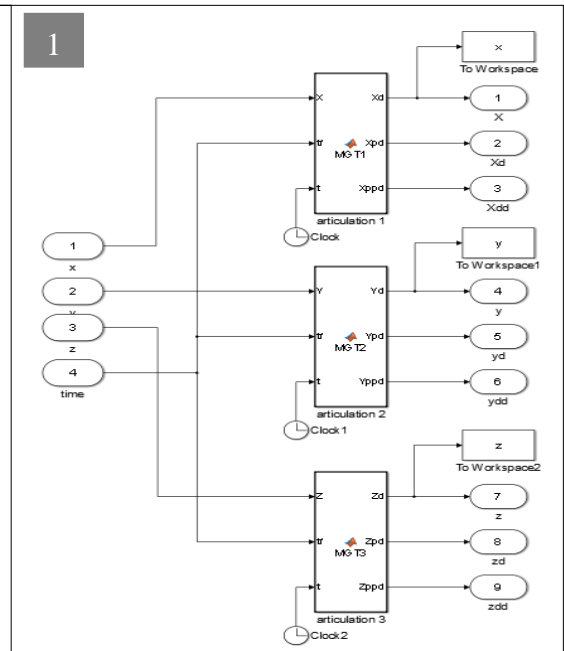 1
x
To Workspace
X
Xd
1
X
tf
MGT1
Xpd
2
Xd
t
Xppd
3
Xdd
articulation 1
Clock
1
x
y
To Workspace1
2
y
Y
Yd
4
y
3
z
tf
MGT2
Ypd
5
yd
4
time
t
Yppd
6
ydd
articulation 2
Clock1
z
To Workspace2
Z
Zd
7
z
tf
MGT3
Zpd
8
zd
t
Zppd
9
zdd
articulation 3
Clock2